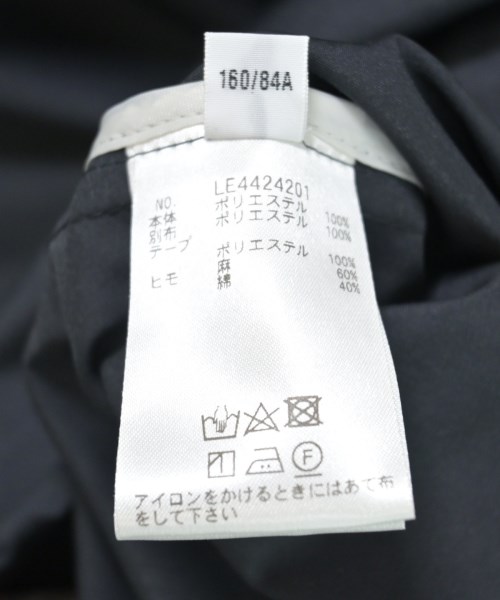 160/84A
NO. LE4424201
本体 ポリエステル 100%
別布 ポリエステル 100%
テープ ポリエステル 100%
ヒモ 麻 60%
綿 40%
F
アイロンをかけるときにはあて布
をして下さい